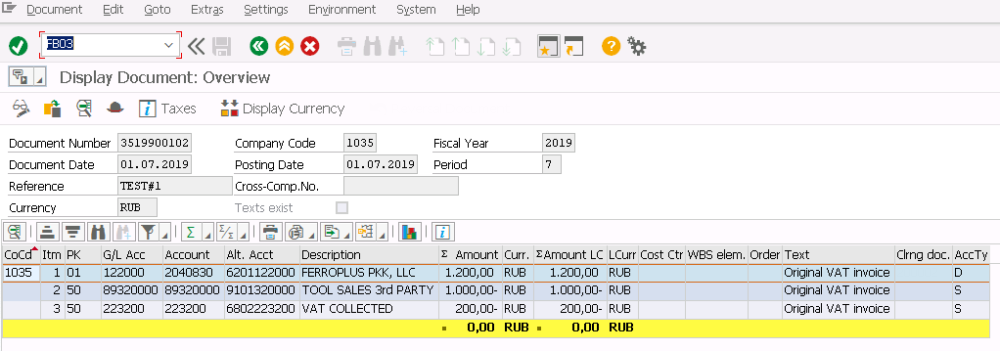 Document Edit Goto Extras Settings Environment System Help
FB03
Display Document: Overview
Taxes Display Currency
Document Number 3519900102 Company Code 1035 Fiscal Year 2019
Document Date 01.07.2019 Posting Date 01.07.2019 Period 7
Reference TEST#1 Cross-Comp.No.
Currency RUB Texts exist
CoCd Itm PK G/L Acc Account Alt. Acct Description Σ Amount Curr. Σ Amount LC LCurr Cost Ctr WBS elem. Order Text Clrng doc. AccTy
1035 1 01 122000 2040830 6201122000 FERROPLUS PKK, LLC 1.200,00 RUB 1.200,00 RUB Original VAT invoice D
2 50 89320000 89320000 9101320000 TOOL SALES 3rd PARTY 1.000,00- RUB 1.000,00- RUB Original VAT invoice S
3 50 223200 223200 6802223200 VAT COLLECTED 200,00- RUB 200,00- RUB Original VAT invoice S
0,00 RUB 0,00 RUB